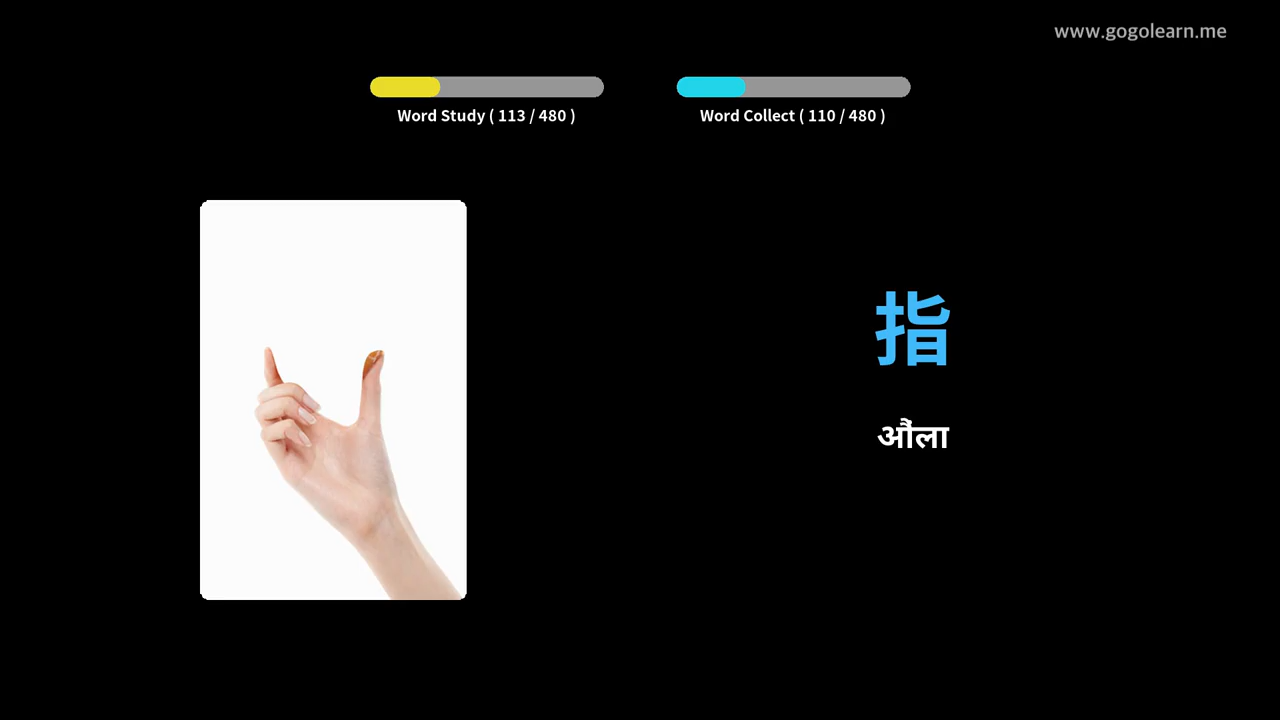 www.gogolearn.me
Word Study ( 113 / 480 )
Word Collect ( 110 / 480 )
指
औंला